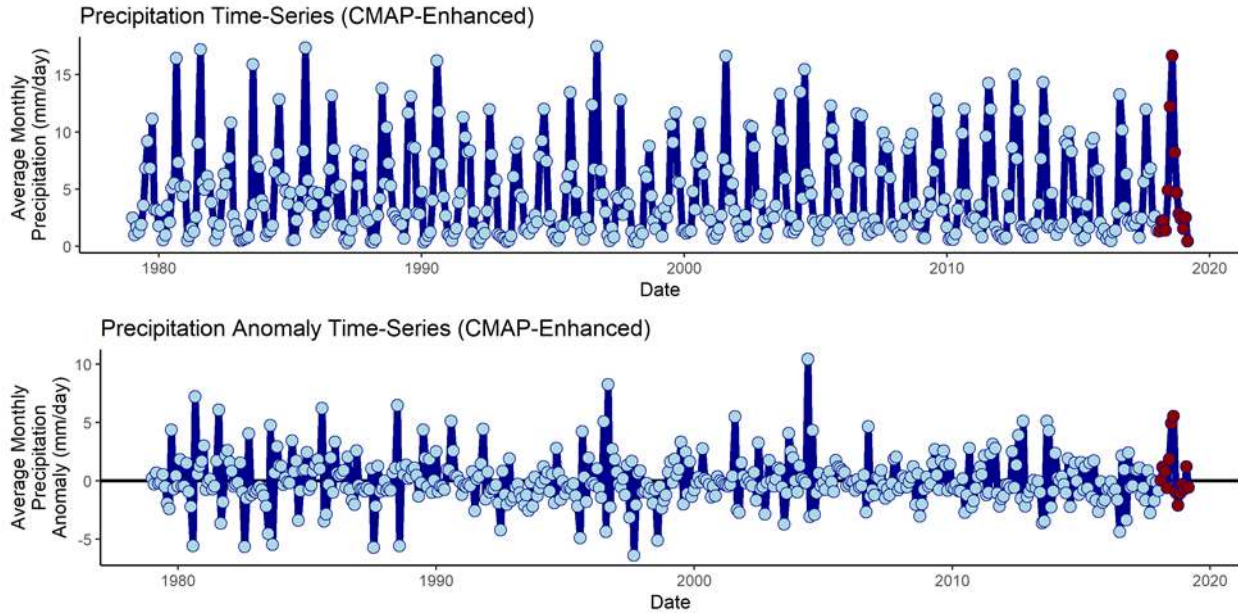 Precipitation Time-Series (CMAP-Enhanced)
Average Monthly
Precipitation (mm/day)
15
10
5
0
1980
1990
2000
2010
2020
Date
Precipitation Anomaly Time-Series (CMAP-Enhanced)
Average Monthly
Precipitation
Anomaly (mm/day)
10
5
0
-5
1980
1990
2000
2010
2020
Date